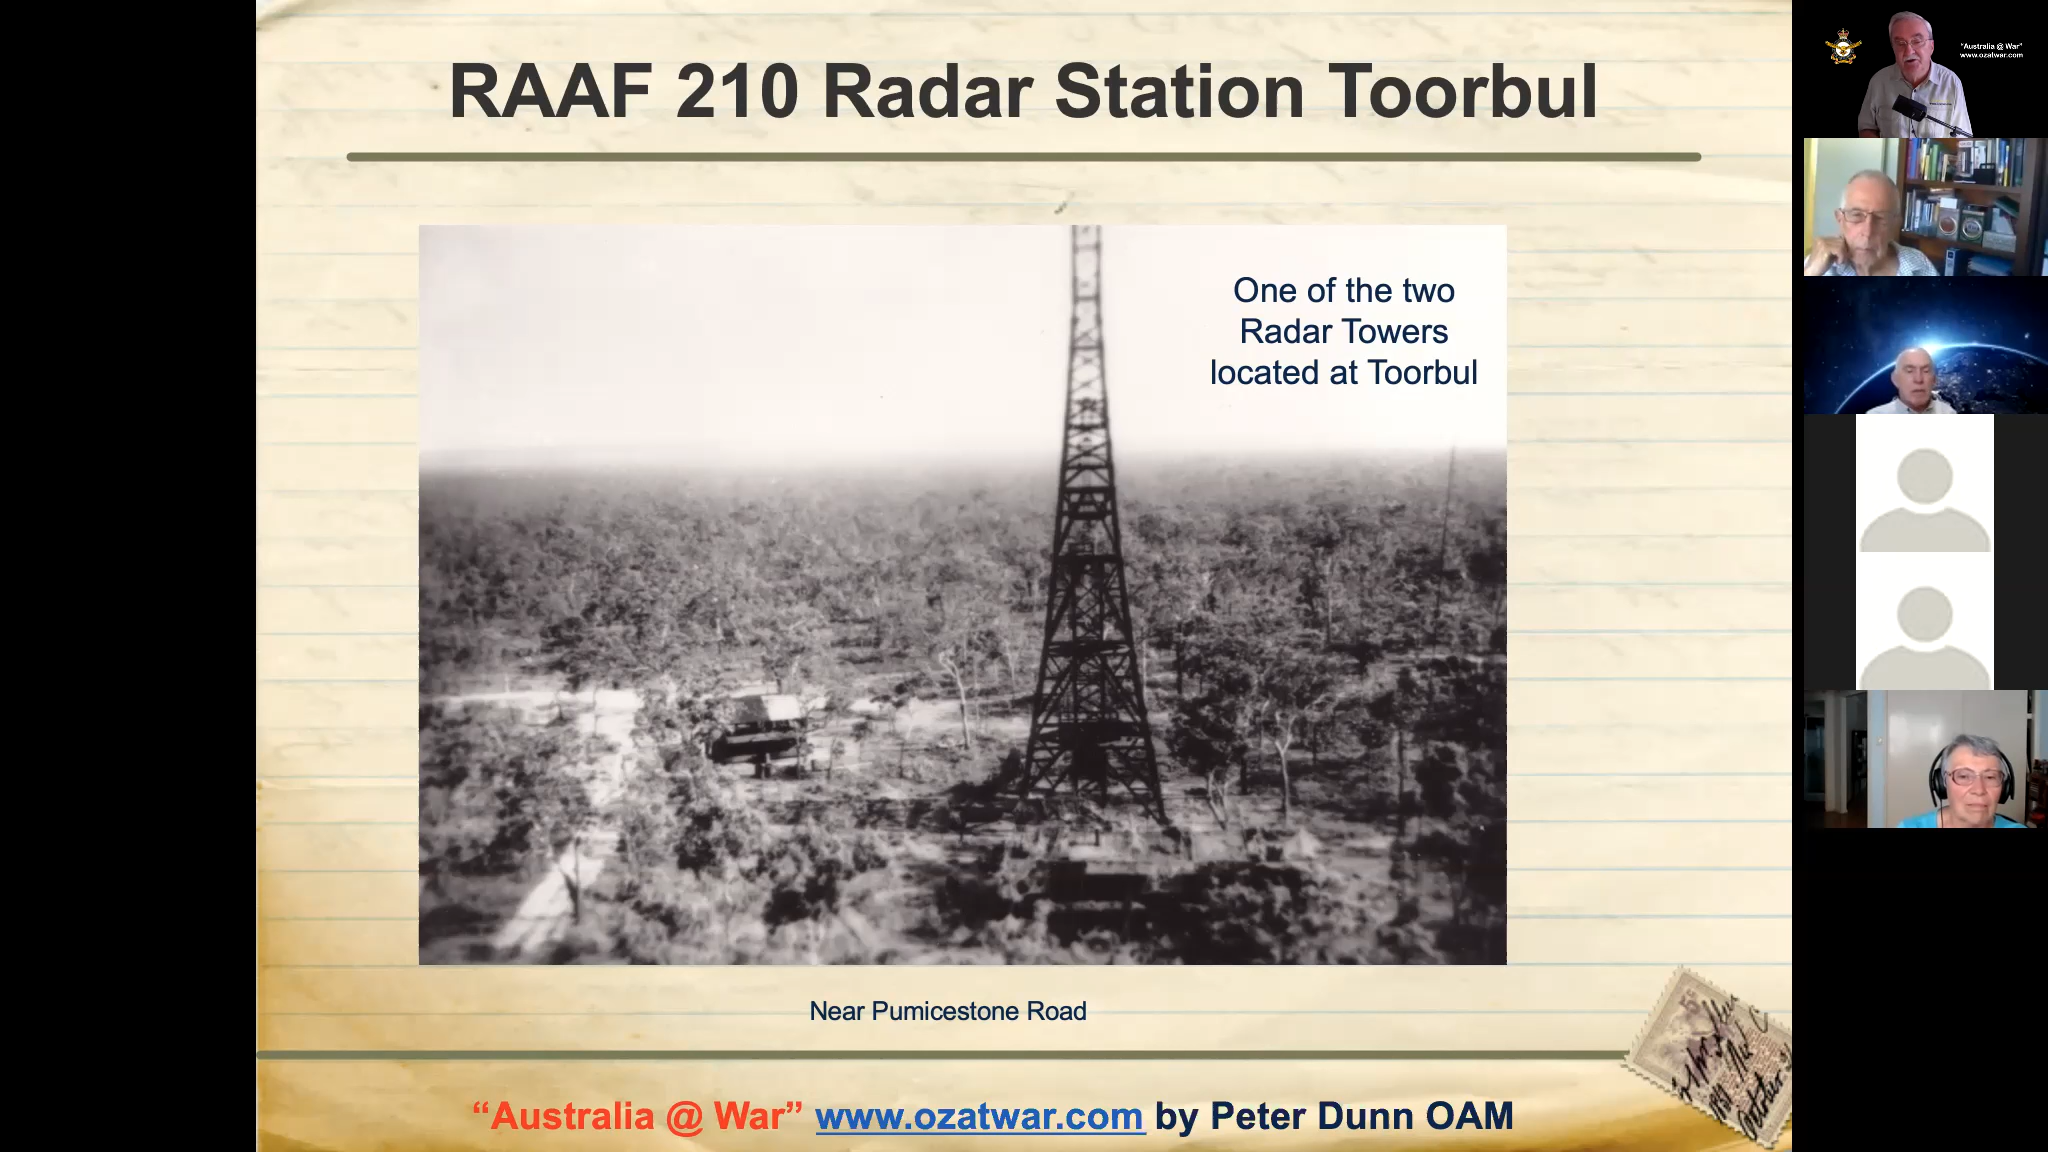 RAAF 210 Radar Station Toorbul
One of the two
Radar Towers
located at Toorbul
Near Pumicestone Road
“Australia @ War” www.ozatwar.com by Peter Dunn OAM
"Australia @ War"
www.ozatwar.com